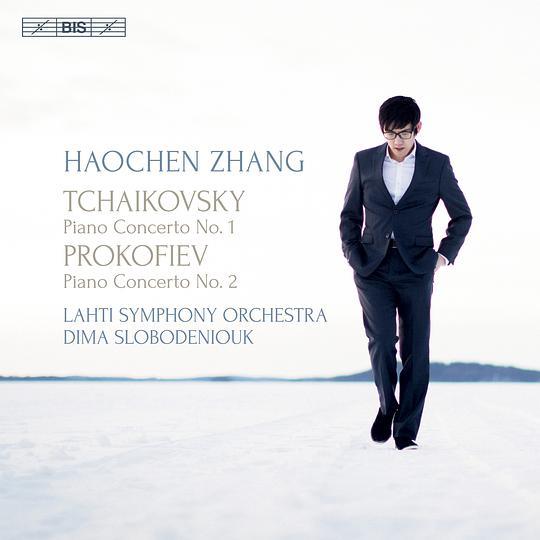 BIS
HAOCHEN ZHANG
TCHAIKOVSKY
Piano Concerto No. 1
PROKOFIEV
Piano Concerto No. 2
LAHTI SYMPHONY ORCHESTRA
DIMA SLOBODENIOUK